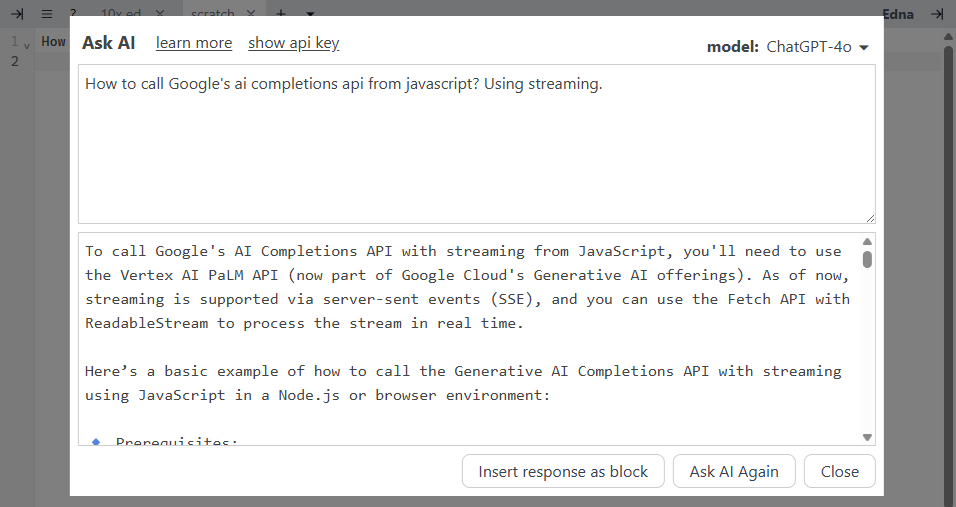 ? 10x ed scratch Edna
1 How
2
Ask AI learn more show api key model: ChatGPT-4o
How to call Google's ai completions api from javascript? Using streaming.
To call Google's AI Completions API with streaming from JavaScript, you'll need to use
the Vertex AI PaLM API (now part of Google Cloud's Generative AI offerings). As of now,
streaming is supported via server-sent events (SSE), and you can use the Fetch API with
ReadableStream to process the stream in real time.
Here’s a basic example of how to call the Generative AI Completions API with streaming
using JavaScript in a Node.js or browser environment:
Prerequisites:
Insert response as block Ask AI Again Close